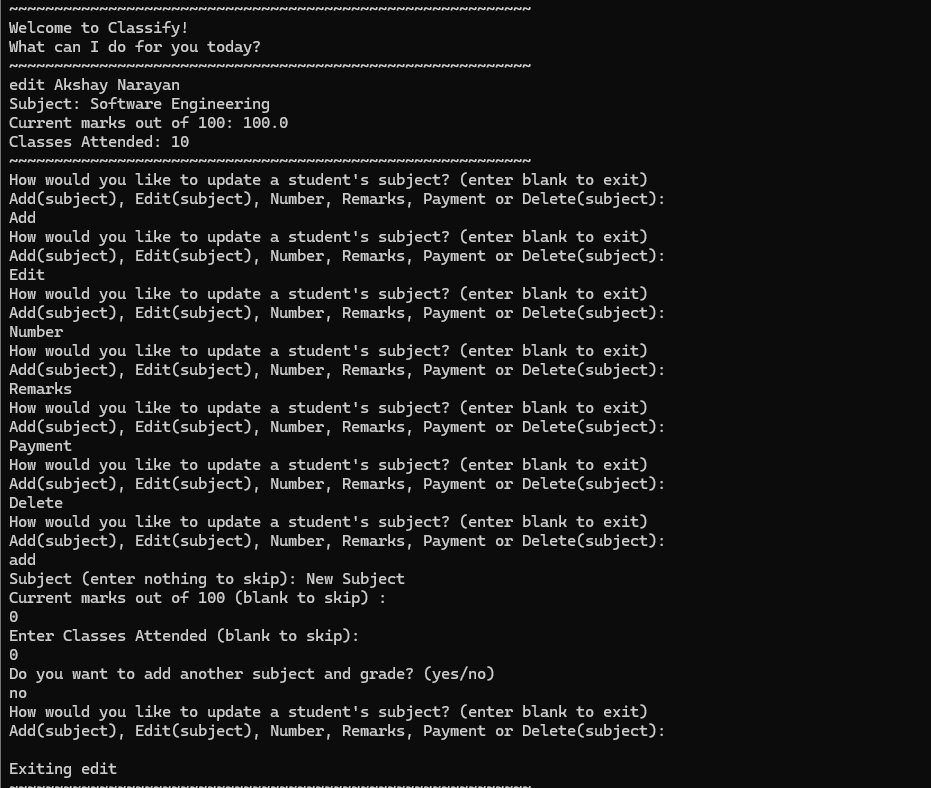 ~~~~~~~~~~~~~~~~~~~~~~~~~~~~~~~~~~~~~~~~~~~~~~~~~~~~~~~~~~
Welcome to Classify!
What can I do for you today?
~~~~~~~~~~~~~~~~~~~~~~~~~~~~~~~~~~~~~~~~~~~~~~~~~~~~~~~~~~
edit Akshay Narayan
Subject: Software Engineering
Current marks out of 100: 100.0
Classes Attended: 10
~~~~~~~~~~~~~~~~~~~~~~~~~~~~~~~~~~~~~~~~~~~~~~~~~~~~~~~~~~
How would you like to update a student's subject? (enter blank to exit)
Add(subject), Edit(subject), Number, Remarks, Payment or Delete(subject):
Add
How would you like to update a student's subject? (enter blank to exit)
Add(subject), Edit(subject), Number, Remarks, Payment or Delete(subject):
Edit
How would you like to update a student's subject? (enter blank to exit)
Add(subject), Edit(subject), Number, Remarks, Payment or Delete(subject):
Number
How would you like to update a student's subject? (enter blank to exit)
Add(subject), Edit(subject), Number, Remarks, Payment or Delete(subject):
Remarks
How would you like to update a student's subject? (enter blank to exit)
Add(subject), Edit(subject), Number, Remarks, Payment or Delete(subject):
Payment
How would you like to update a student's subject? (enter blank to exit)
Add(subject), Edit(subject), Number, Remarks, Payment or Delete(subject):
Delete
How would you like to update a student's subject? (enter blank to exit)
Add(subject), Edit(subject), Number, Remarks, Payment or Delete(subject):
add
Subject (enter nothing to skip): New Subject
Current marks out of 100 (blank to skip) :
0
Enter Classes Attended (blank to skip):
0
Do you want to add another subject and grade? (yes/no)
no
How would you like to update a student's subject? (enter blank to exit)
Add(subject), Edit(subject), Number, Remarks, Payment or Delete(subject):

Exiting edit
~~~~~~~~~~~~~~~~~~~~~~~~~~~~~~~~~~~~~~~~~~~~~~~~~~~~~~~~~~